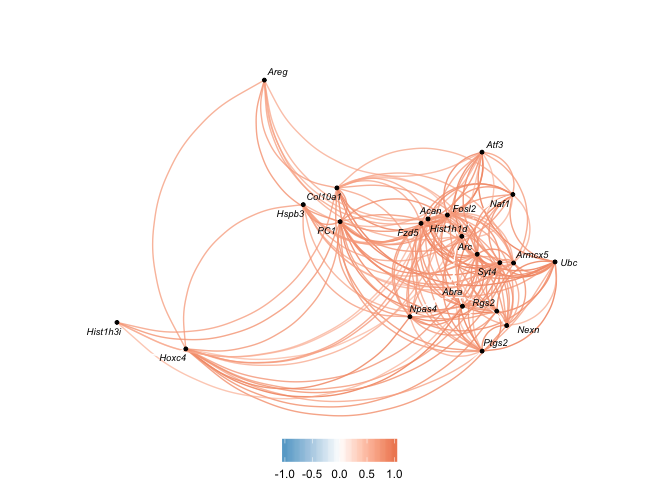 Areg
Atf3
Col10a1
Naf1
Hspb3
Acan
Fosl2
PC1
Fzd5
Hist1h1d
Arc
Armcx5
Ubc
Syt4
Abra
Rgs2
Npas4
Hist1h3i
Nexn
Ptgs2
Hoxc4
-1.0 -0.5 0.0 0.5 1.0